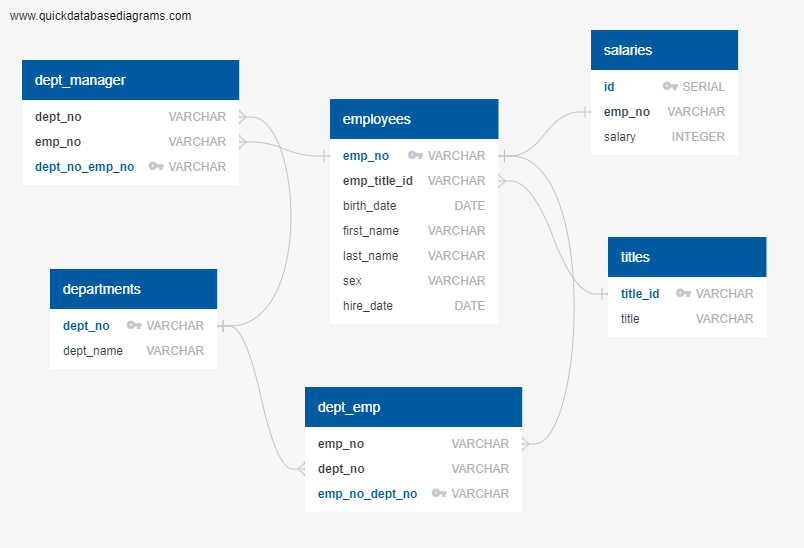 www.quickdatabasediagrams.com
dept_manager
dept_no VARCHAR
emp_no VARCHAR
dept_no_emp_no VARCHAR
departments
dept_no VARCHAR
dept_name VARCHAR
employees
emp_no VARCHAR
emp_title_id VARCHAR
birth_date DATE
first_name VARCHAR
last_name VARCHAR
sex VARCHAR
hire_date DATE
dept_emp
emp_no VARCHAR
dept_no VARCHAR
emp_no_dept_no VARCHAR
salaries
id SERIAL
emp_no VARCHAR
salary INTEGER
titles
title_id VARCHAR
title VARCHAR